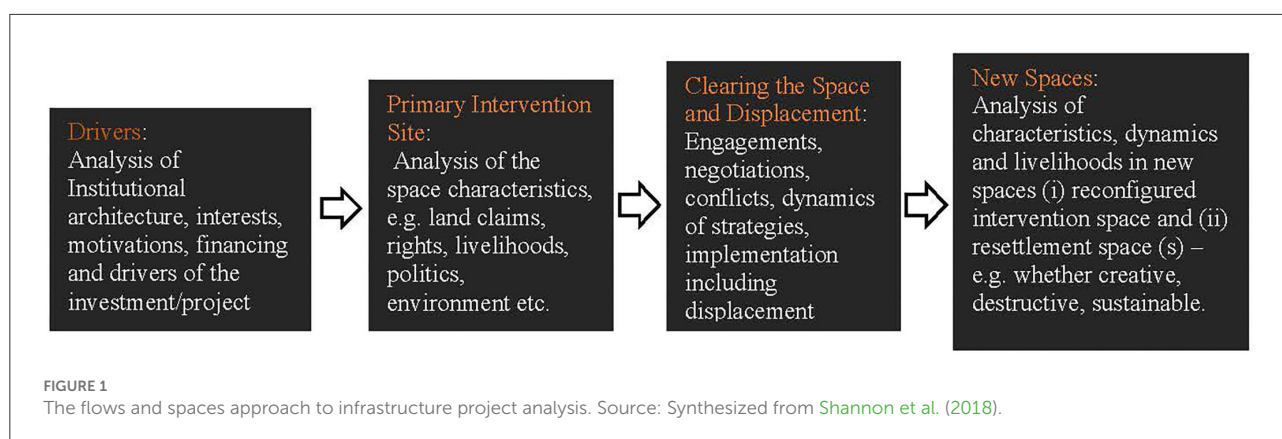 Drivers:
Analysis of
Institutional
architecture, interests,
motivations, financing
and drivers of the
investment/project
Primary Intervention
Site:
Analysis of the
space characteristics,
e.g. land claims,
rights, livelihoods,
politics,
environment etc.
Clearing the Space
and Displacement:
Engagements,
negotiations,
conflicts, dynamics
of strategies,
implementation
including
displacement
New Spaces:
Analysis of
characteristics, dynamics
and livelihoods in new
spaces (i) reconfigured
intervention space and (ii)
resettlement space (s) –
e.g. whether creative,
destructive, sustainable.
FIGURE 1
The flows and spaces approach to infrastructure project analysis. Source: Synthesized from Shannon et al. (2018).